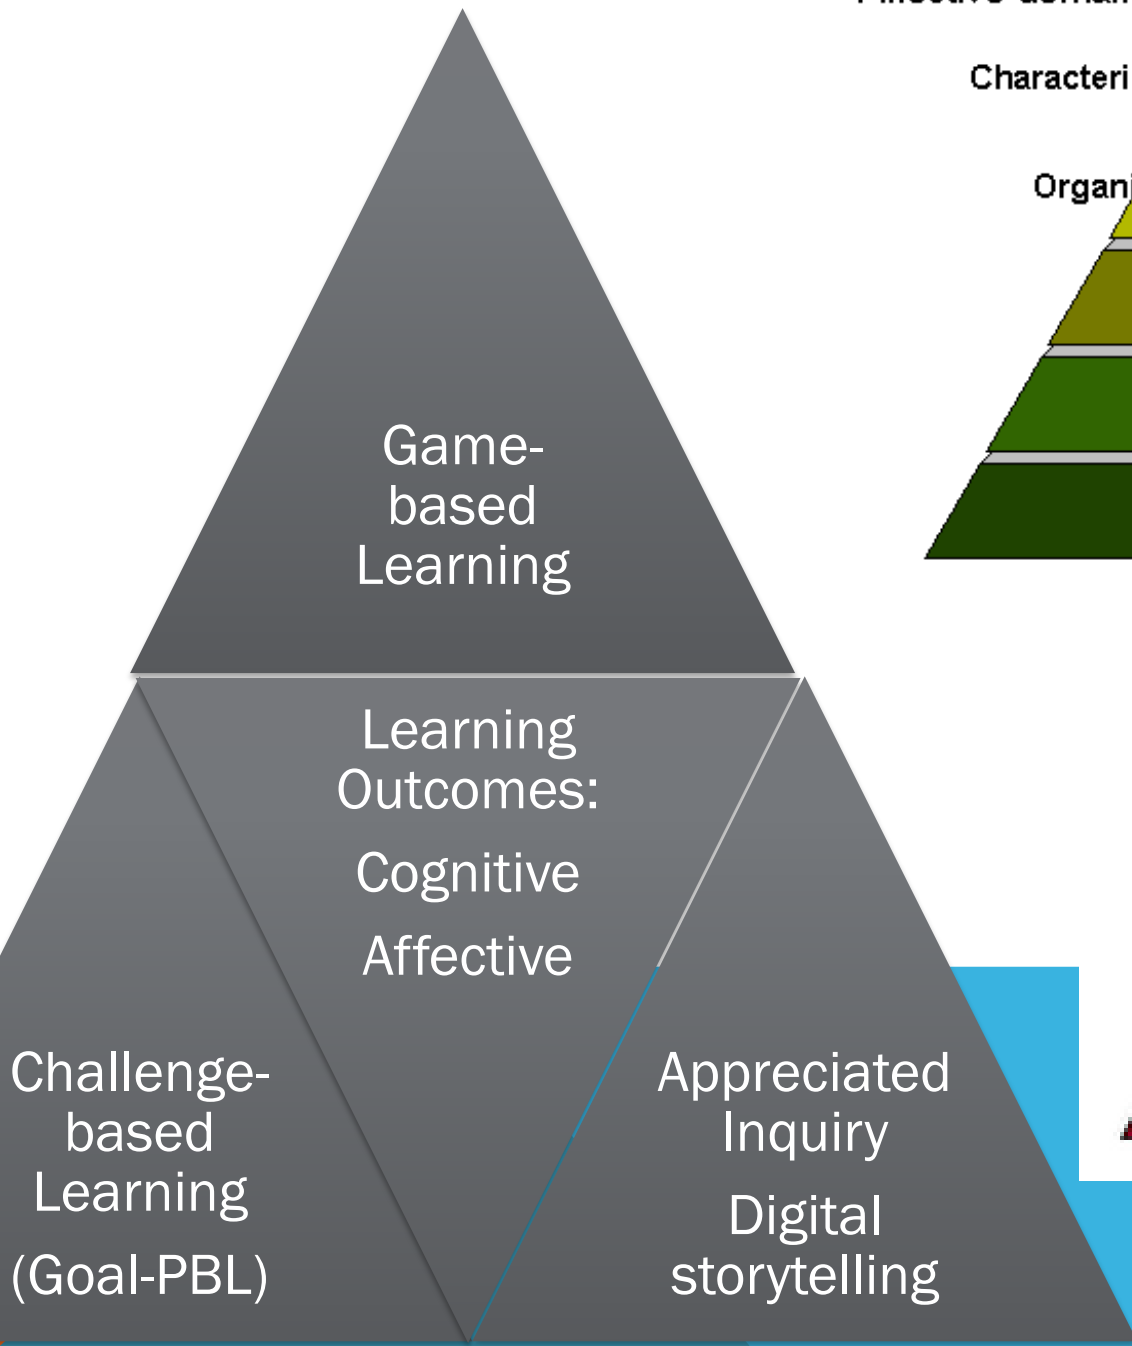 Characteri
Organi
Game-
based
Learning
Learning
Outcomes:
Cognitive
Affective
Challenge-
based
Learning
(Goal-PBL)
Appreciated
Inquiry
Digital
storytelling